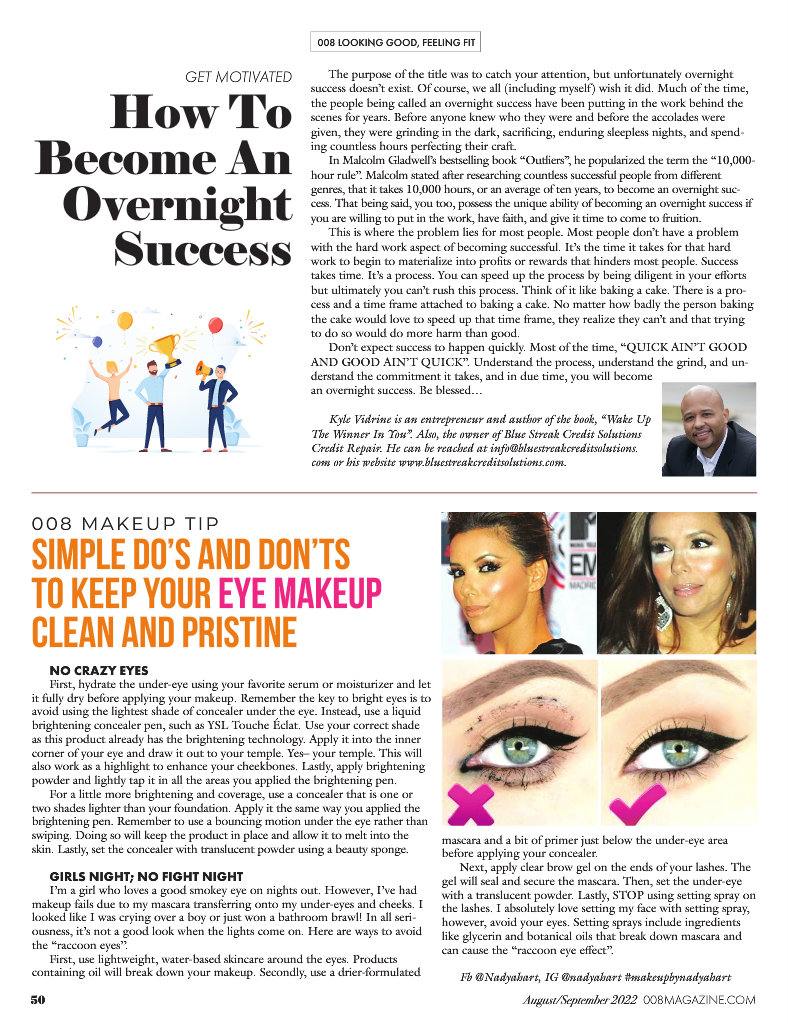 008 LOOKING GOOD, FEELING FIT
GET MOTIVATED
How To
Become An
Overnight
Success
The purpose of the title was to catch your attention, but unfortunately overnight
success doesn't exist. Of course, we all (including myself) wish it did. Much of the time,
the people being called an overnight success have been putting in the work behind the
scenes for years. Before anyone knew who they were and before the accolades were
given, they were grinding in the dark, sacrificing, enduring sleepless nights, and spend-
ing countless hours perfecting their craft.
In Malcolm Gladwell's bestselling book "Outliers", he popularized the term the "10,000-
hour rule". Malcolm stated after researching countless successful people from different
genres, that it takes 10,000 hours, or an average of ten years, to become an overnight suc-
cess. That being said, you too, possess the unique ability of becoming an overnight success if
you are willing to put in the work, have faith, and give it time to come to fruition.
This is where the problem lies for most people. Most people don't have a problem
with the hard work aspect of becoming successful. It's the time it takes for that hard
work to begin to materialize into profits or rewards that hinders most people. Success
takes time. It's a process. You can speed up the process by being diligent in your efforts
but ultimately you can't rush this process. Think of it like baking a cake. There is a pro-
cess and a time frame attached to baking a cake. No matter how badly the person baking
the cake would love to speed up that time frame, they realize they can't and that trying
to do so would do more harm than good.
Don't expect success to happen quickly. Most of the time, "QUICK AIN'T GOOD
AND GOOD AIN'T QUICK". Understand the process, understand the grind, and un-
derstand the commitment it takes, and in due time, you will become
an overnight success. Be blessed…
Kyle Vidrine is an entrepreneur and author of the book, "Wake Up
The Winner In You". Also, the owner of Blue Streak Credit Solutions
Credit Repair. He can be reached at info@bluestreakcreditsolutions.
com or his website www.bluestreakcreditsolutions.com.
008 MAKEUP TIP
SIMPLE DO'S AND DON'TS
TO KEEP YOUR EYE MAKEUP
CLEAN AND PRISTINE
NO CRAZY EYES
First, hydrate the under-eye using your favorite serum or moisturizer and let
it fully dry before applying your makeup. Remember the key to bright eyes is to
avoid using the lightest shade of concealer under the eye. Instead, use a liquid
brightening concealer pen, such as YSL Touche Éclat. Use your correct shade
as this product already has the brightening technology. Apply it into the inner
corner of your eye and draw it out to your temple. Yes– your temple. This will
also work as a highlight to enhance your cheekbones. Lastly, apply brightening
powder and lightly tap it in all the areas you applied the brightening pen.
For a little more brightening and coverage, use a concealer that is one or
two shades lighter than your foundation. Apply it the same way you applied the
brightening pen. Remember to use a bouncing motion under the eye rather than
swiping. Doing so will keep the product in place and allow it to melt into the
skin. Lastly, set the concealer with translucent powder using a beauty sponge.
GIRLS NIGHT; NO FIGHT NIGHT
I'm a girl who loves a good smokey eye on nights out. However, I've had
makeup fails due to my mascara transferring onto my under-eyes and cheeks. I
looked like I was crying over a boy or just won a bathroom brawl! In all seri-
ousness, it's not a good look when the lights come on. Here are ways to avoid
the "raccoon eyes".
First, use lightweight, water-based skincare around the eyes. Products
containing oil will break down your makeup. Secondly, use a drier-formulated
EM
MADRID
mascara and a bit of primer just below the under-eye area
before applying your concealer.
Next, apply clear brow gel on the ends of your lashes. The
gel will seal and secure the mascara. Then, set the under-eye
with a translucent powder. Lastly, STOP using setting spray on
the lashes. I absolutely love setting my face with setting spray,
however, avoid your eyes. Setting sprays include ingredients
like glycerin and botanical oils that break down mascara and
can cause the "raccoon eye effect".
Fb @Nadyahart, IG @nadyahart #makeupbynadyahart
50
August/September 2022 008MAGAZINE.COM